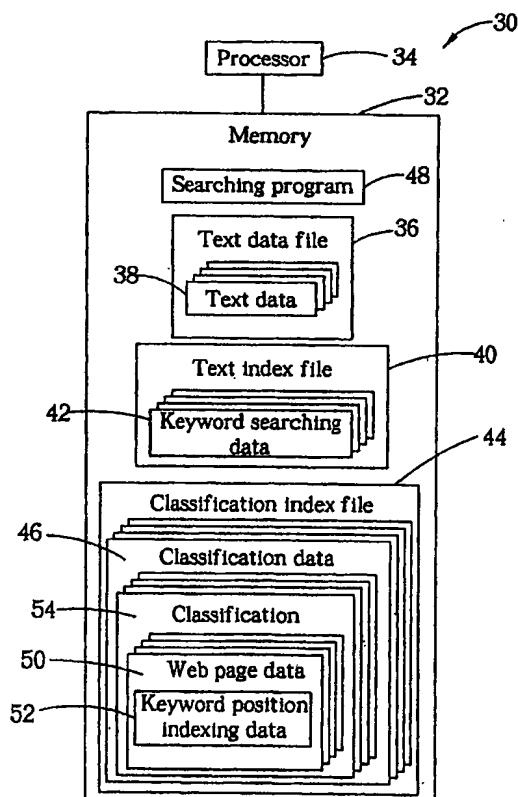 30
Processor
34
32
Memory
Searching program
48
36
Text data file
38
Text data
40
Text index file
42
Keyword searching
data
44
Classification index file
46
Classification data
54
Classification
50
Web page data
52
Keyword position
indexing data